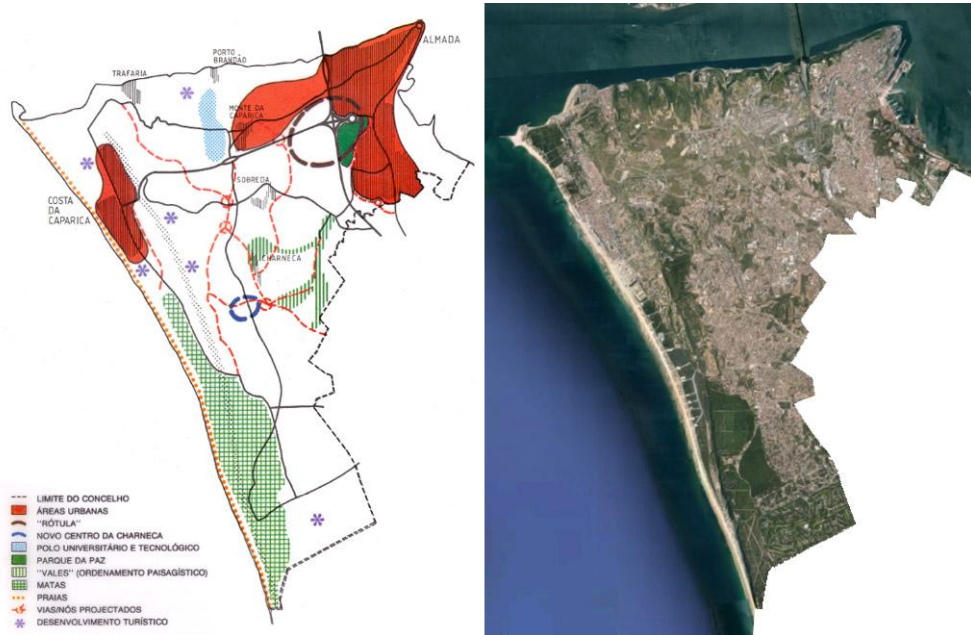 ALMADA
PORTO
BRANDÃO
TRAFARIA
MONTE DA
CAPARICA
SOBREDA
COSTA
DA
CAPARICA
CHARNECA
LIMITE DO CONCELHO
ÁREAS URBANAS
"RÓTULA"
NOVO CENTRO DA CHARNECA
POLO UNIVERSITÁRIO E TECNOLÓGICO
PARQUE DA PAZ
"VALES" (ORDENAMENTO PAISAGÍSTICO)
MATAS
PRAIAS
VIAS/NÓS PROJECTADOS
DESENVOLVIMENTO TURÍSTICO